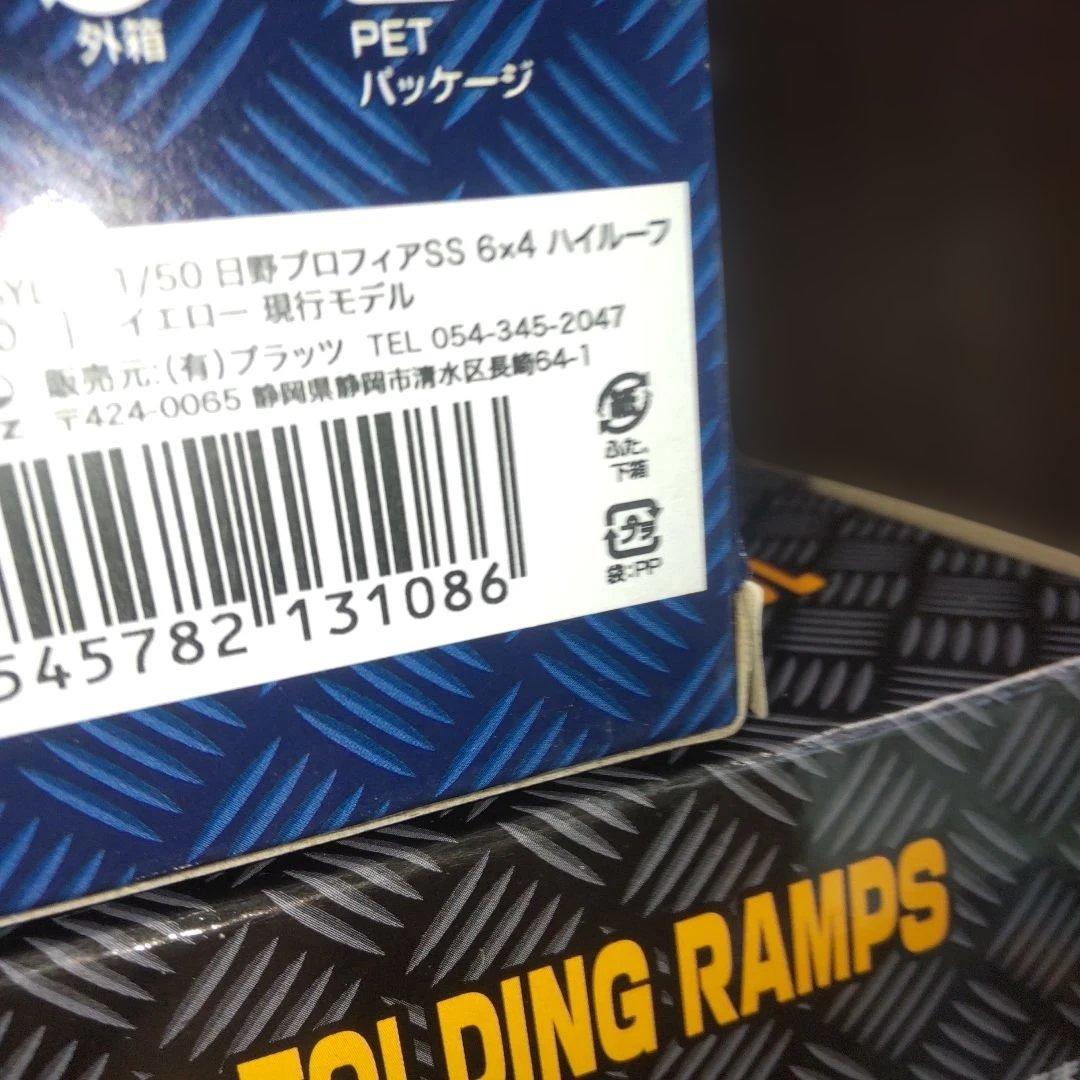 外箱
PET
パッケージ
1/50 日野プロフィアSS 6x4 ハイルーフ
イエロー 現行モデル
販売元:(有)プラッツ TEL 054-345-2047
〒424-0065 静岡県静岡市清水区長崎64-1
紙
ふた、
下箱
プラ
袋:PP
545782 131086
FOLDING RAMPS